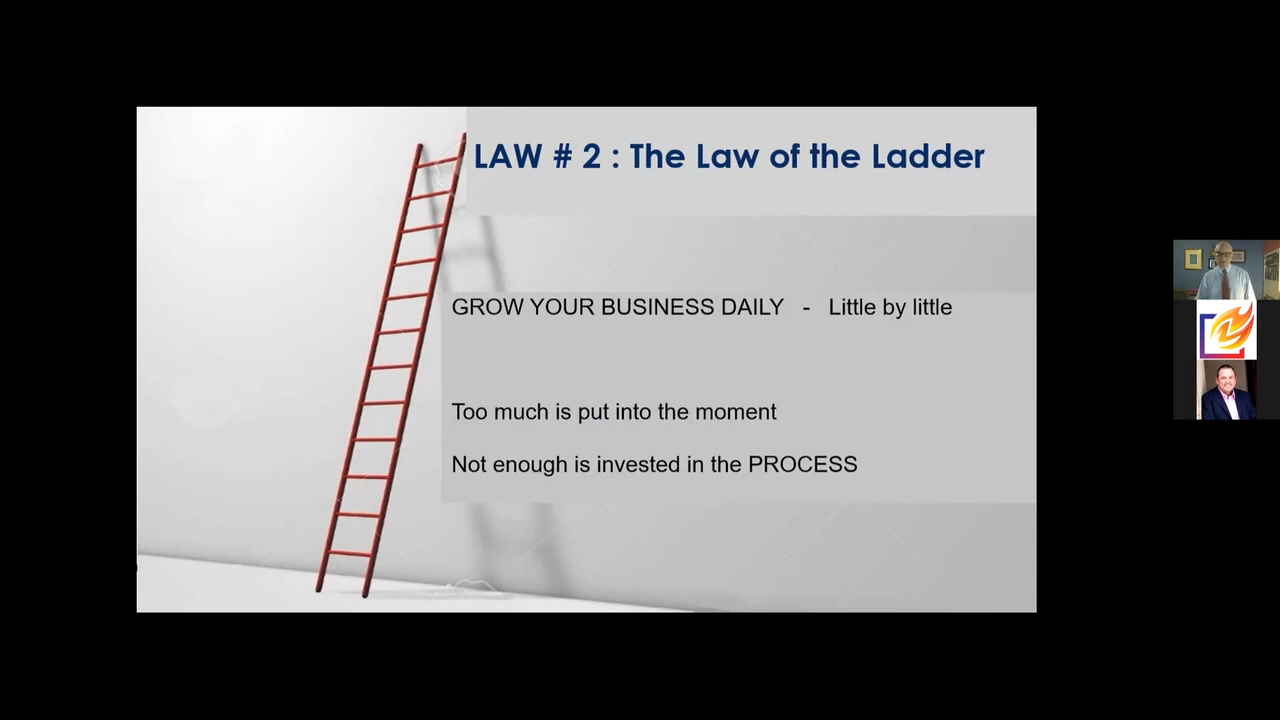 LAW # 2 : The Law of the Ladder
GROW YOUR BUSINESS DAILY - Little by little
Too much is put into the moment
Not enough is invested in the PROCESS